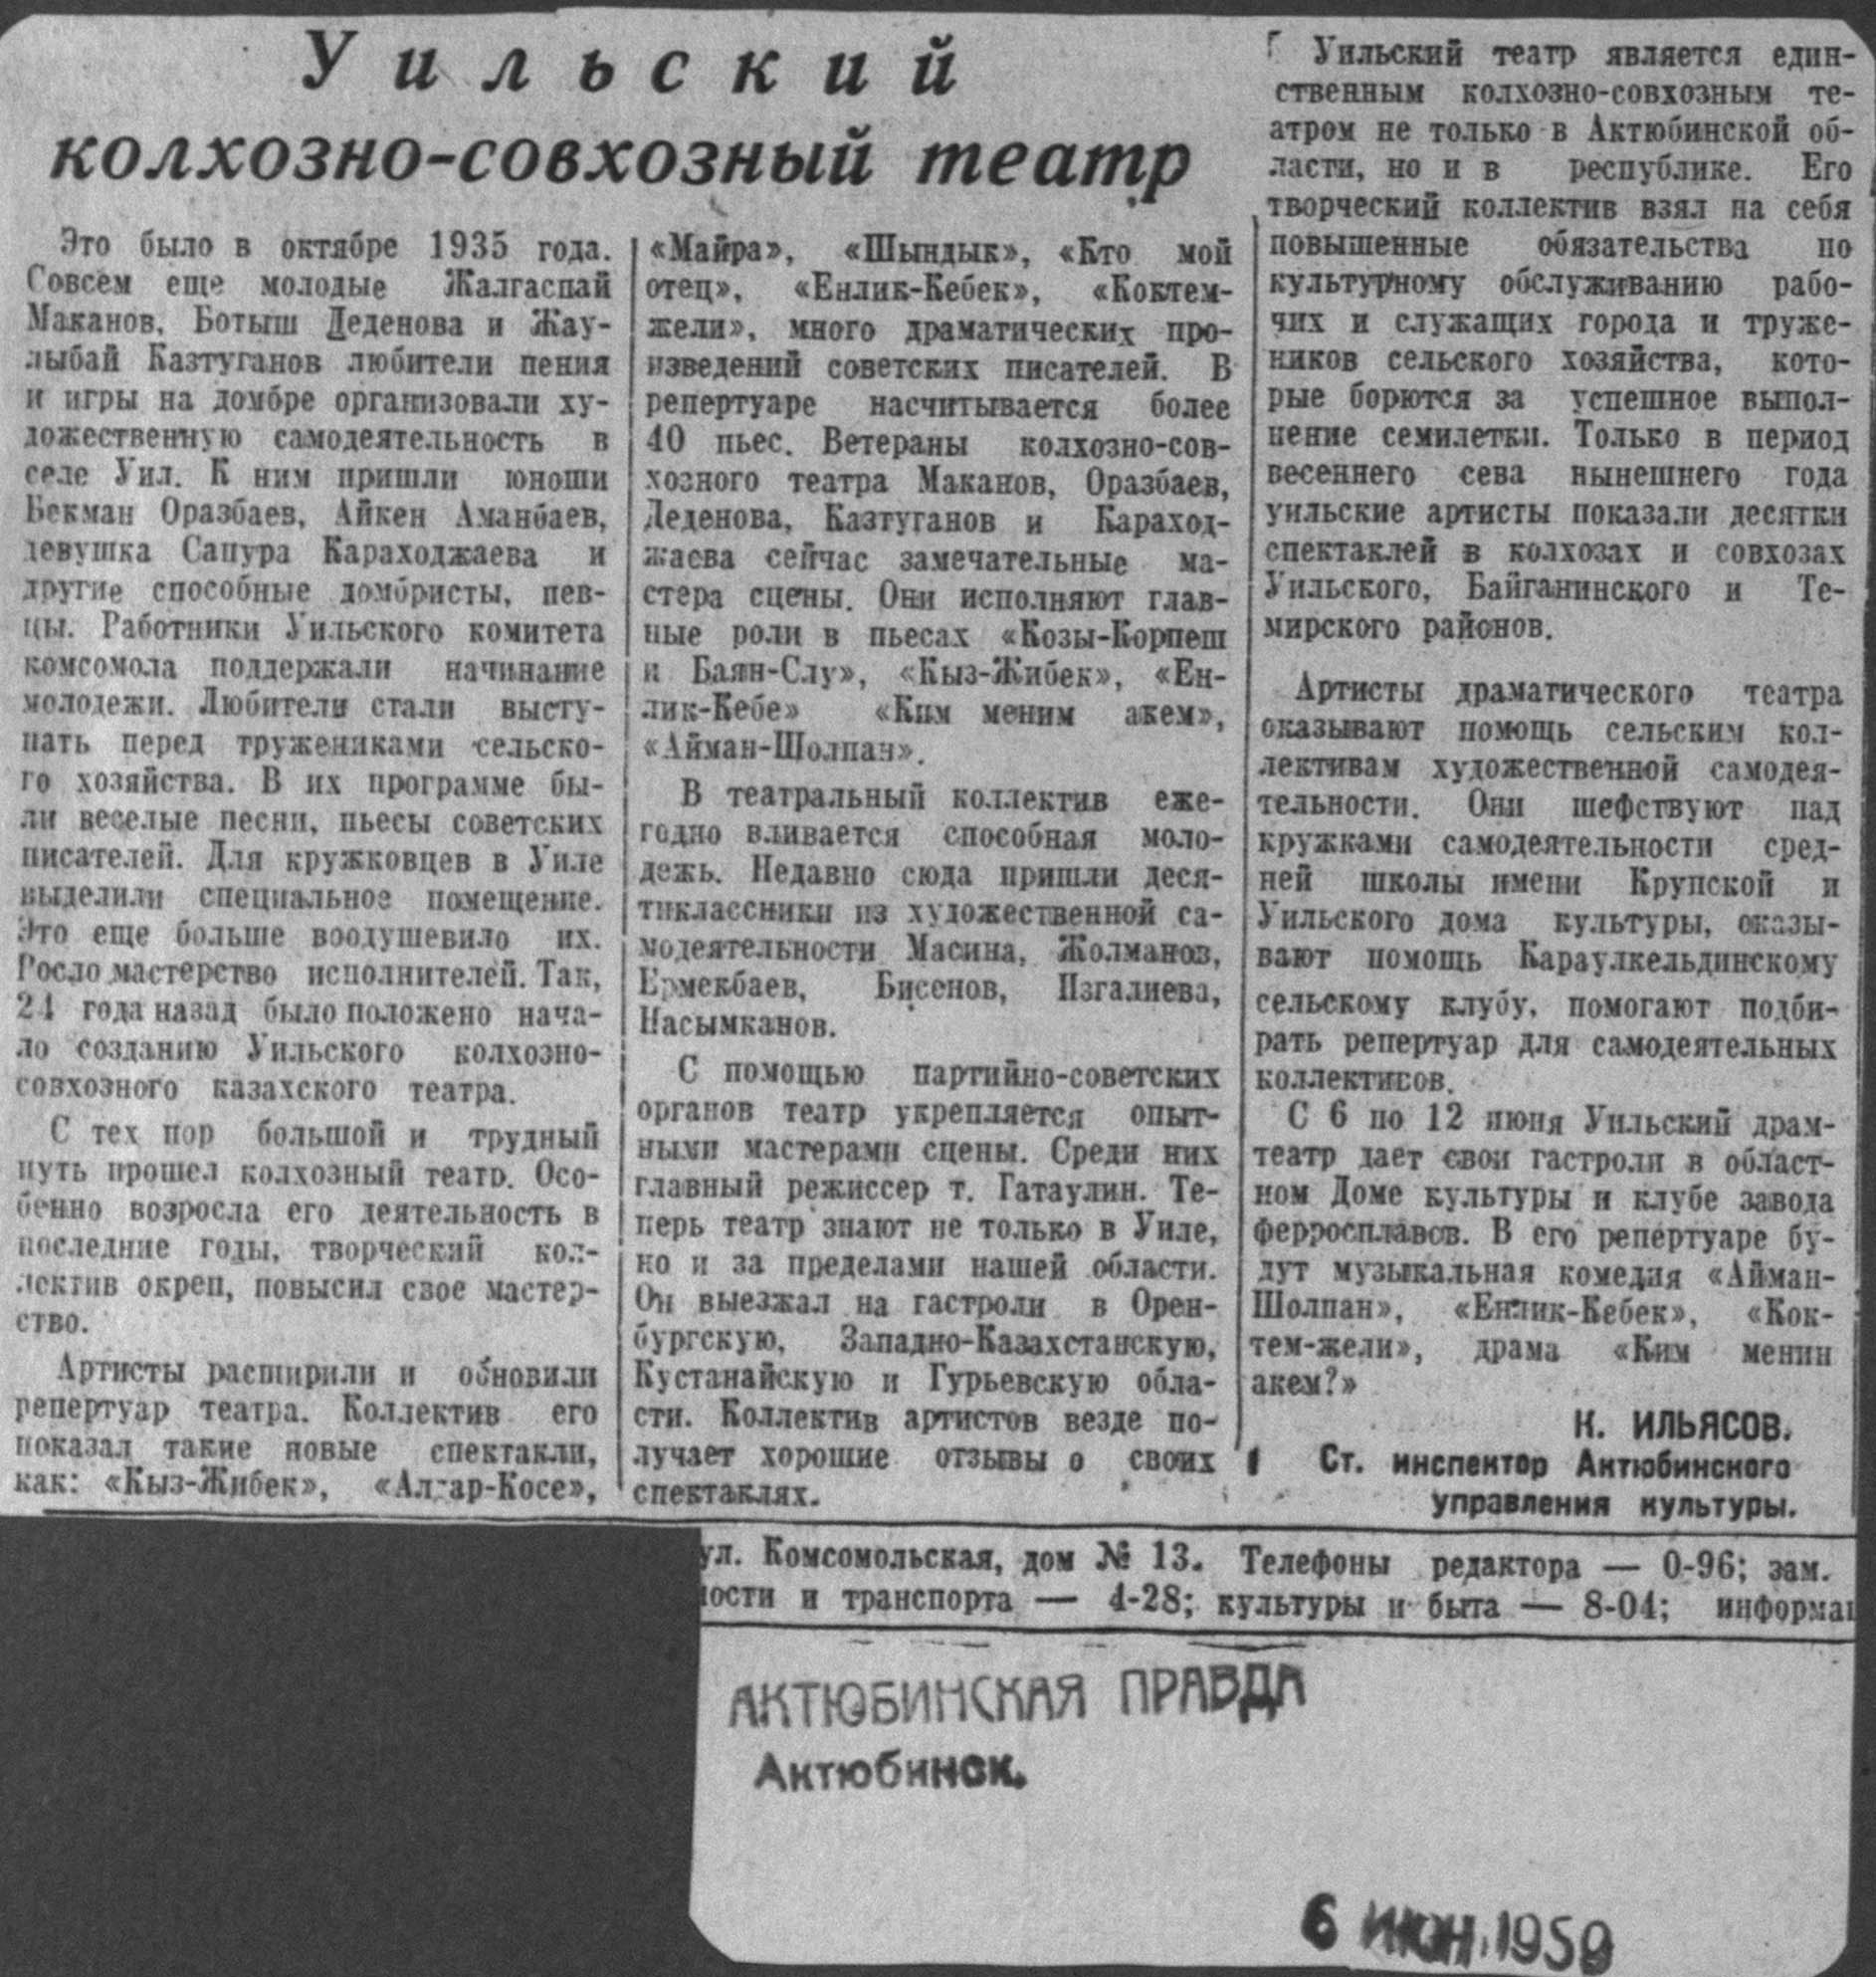 Уильский
колхозно-совхозный театр
Это было в октябре 1935 года.
Совсем еще молодые Жалгаспай
Маканов, Ботыш Деденова и Жау-
лыбай Казтуганов любители пения
и игры на домбре организовали ху-
дожественную самодеятельность в
селе Уил. К ним пришли юноши
Бекман Оразбаев, Айкен Аманбаев,
девушка Сапура Караходжаева и
другие способные домбристы, пев-
цы. Работники Уильского комитета
комсомола поддержали начинание
молодежи. Любители стали высту-
пать перед тружениками сельско-
го хозяйства. В их программе бы-
ли веселые песни, пьесы советских
писателей. Для кружковцев в Уиле
выделили специальное помещение.
Это еще больше воодушевило их.
Росло мастерство исполнителей. Так,
24 года назад было положено нача-
ло созданию Уильского колхозно-
совхозного казахского театра.
С тех пор большой и трудный
путь прошел колхозный театр. Осо-
бенно возросла его деятельность в
последние годы, творческий кол-
лектив окреп, повысил свое мастер-
ство.
Артисты расширили и обновили
репертуар театра. Коллектив его
показал такие новые спектакли,
как: «Кыз-Жибек», «Алдар-Косе»,
«Майра», «Шындык», «Кто мой
отец», «Енлик-Кебек», «Коктем-
жели», много драматических про-
изведений советских писателей. В
репертуаре насчитывается более
40 пьес. Ветераны колхозно-сов-
хозного театра Маканов, Оразбаев,
Деденова, Казтуганов и Караход-
жаева сейчас замечательные ма-
стера сцены. Они исполняют глав-
ные роли в пьесах «Козы-Корпеш
и Баян-Слу», «Кыз-Жибек», «Ен-
лик-Кебе» «Ким меним акем»,
«Айман-Шолпан».
В театральный коллектив еже-
годно вливается способная моло-
дежь. Недавно сюда пришли деся-
тиклассники из художественной са-
модеятельности Масина, Жолманов,
Ермекбаев, Бисенов, Изгалиева,
Насымканов.
С помощью партийно-советских
органов театр укрепляется опыт-
ными мастерами сцены. Среди них
главный режиссер т. Гатаулин. Те-
перь театр знают не только в Уиле,
но и за пределами нашей области.
Он выезжал на гастроли в Орен-
бургскую, Западно-Казахстанскую,
Кустанайскую и Гурьевскую обла-
сти. Коллектив артистов везде по-
лучает хорошие отзывы о своих
спектаклях.
Уильский театр является един-
ственным колхозно-совхозным те-
атром не только в Актюбинской об-
ласти, но и в республике. Его
творческий коллектив взял на себя
повышенные обязательства по
культурному обслуживанию рабо-
чих и служащих города и труже-
ников сельского хозяйства, кото-
рые борются за успешное выпол-
нение семилетки. Только в период
весеннего сева нынешнего года
уильские артисты показали десятки
спектаклей в колхозах и совхозах
Уильского, Байганинского и Те-
мирского районов.
Артисты драматического театра
оказывают помощь сельским кол-
лективам художественной самодея-
тельности. Они шефствуют над
кружками самодеятельности сред-
ней школы имени Крупской и
Уильского дома культуры, оказы-
вают помощь Караулкельдинскому
сельскому клубу, помогают подби-
рать репертуар для самодеятельных
коллективов.
С 6 по 12 июня Уильский драм-
театр дает свои гастроли в област-
ном Доме культуры и клубе завода
ферросплавов. В его репертуаре бу-
дут музыкальная комедия «Айман-
Шолпан», «Енлик-Кебек», «Кок-
тем-жели», драма «Ким менин
акем?»
К. ИЛЬЯСОВ.
Ст. инспектор Актюбинского
управления культуры.
ул. Комсомольская, дом № 13. Телефоны редактора — 0-96; зам.
ности и транспорта — 4-28; культуры и быта — 8-04; информац
АКТЮБИНСКАЯ ПРАВДА
Актюбинск.
6 ИЮН.1959